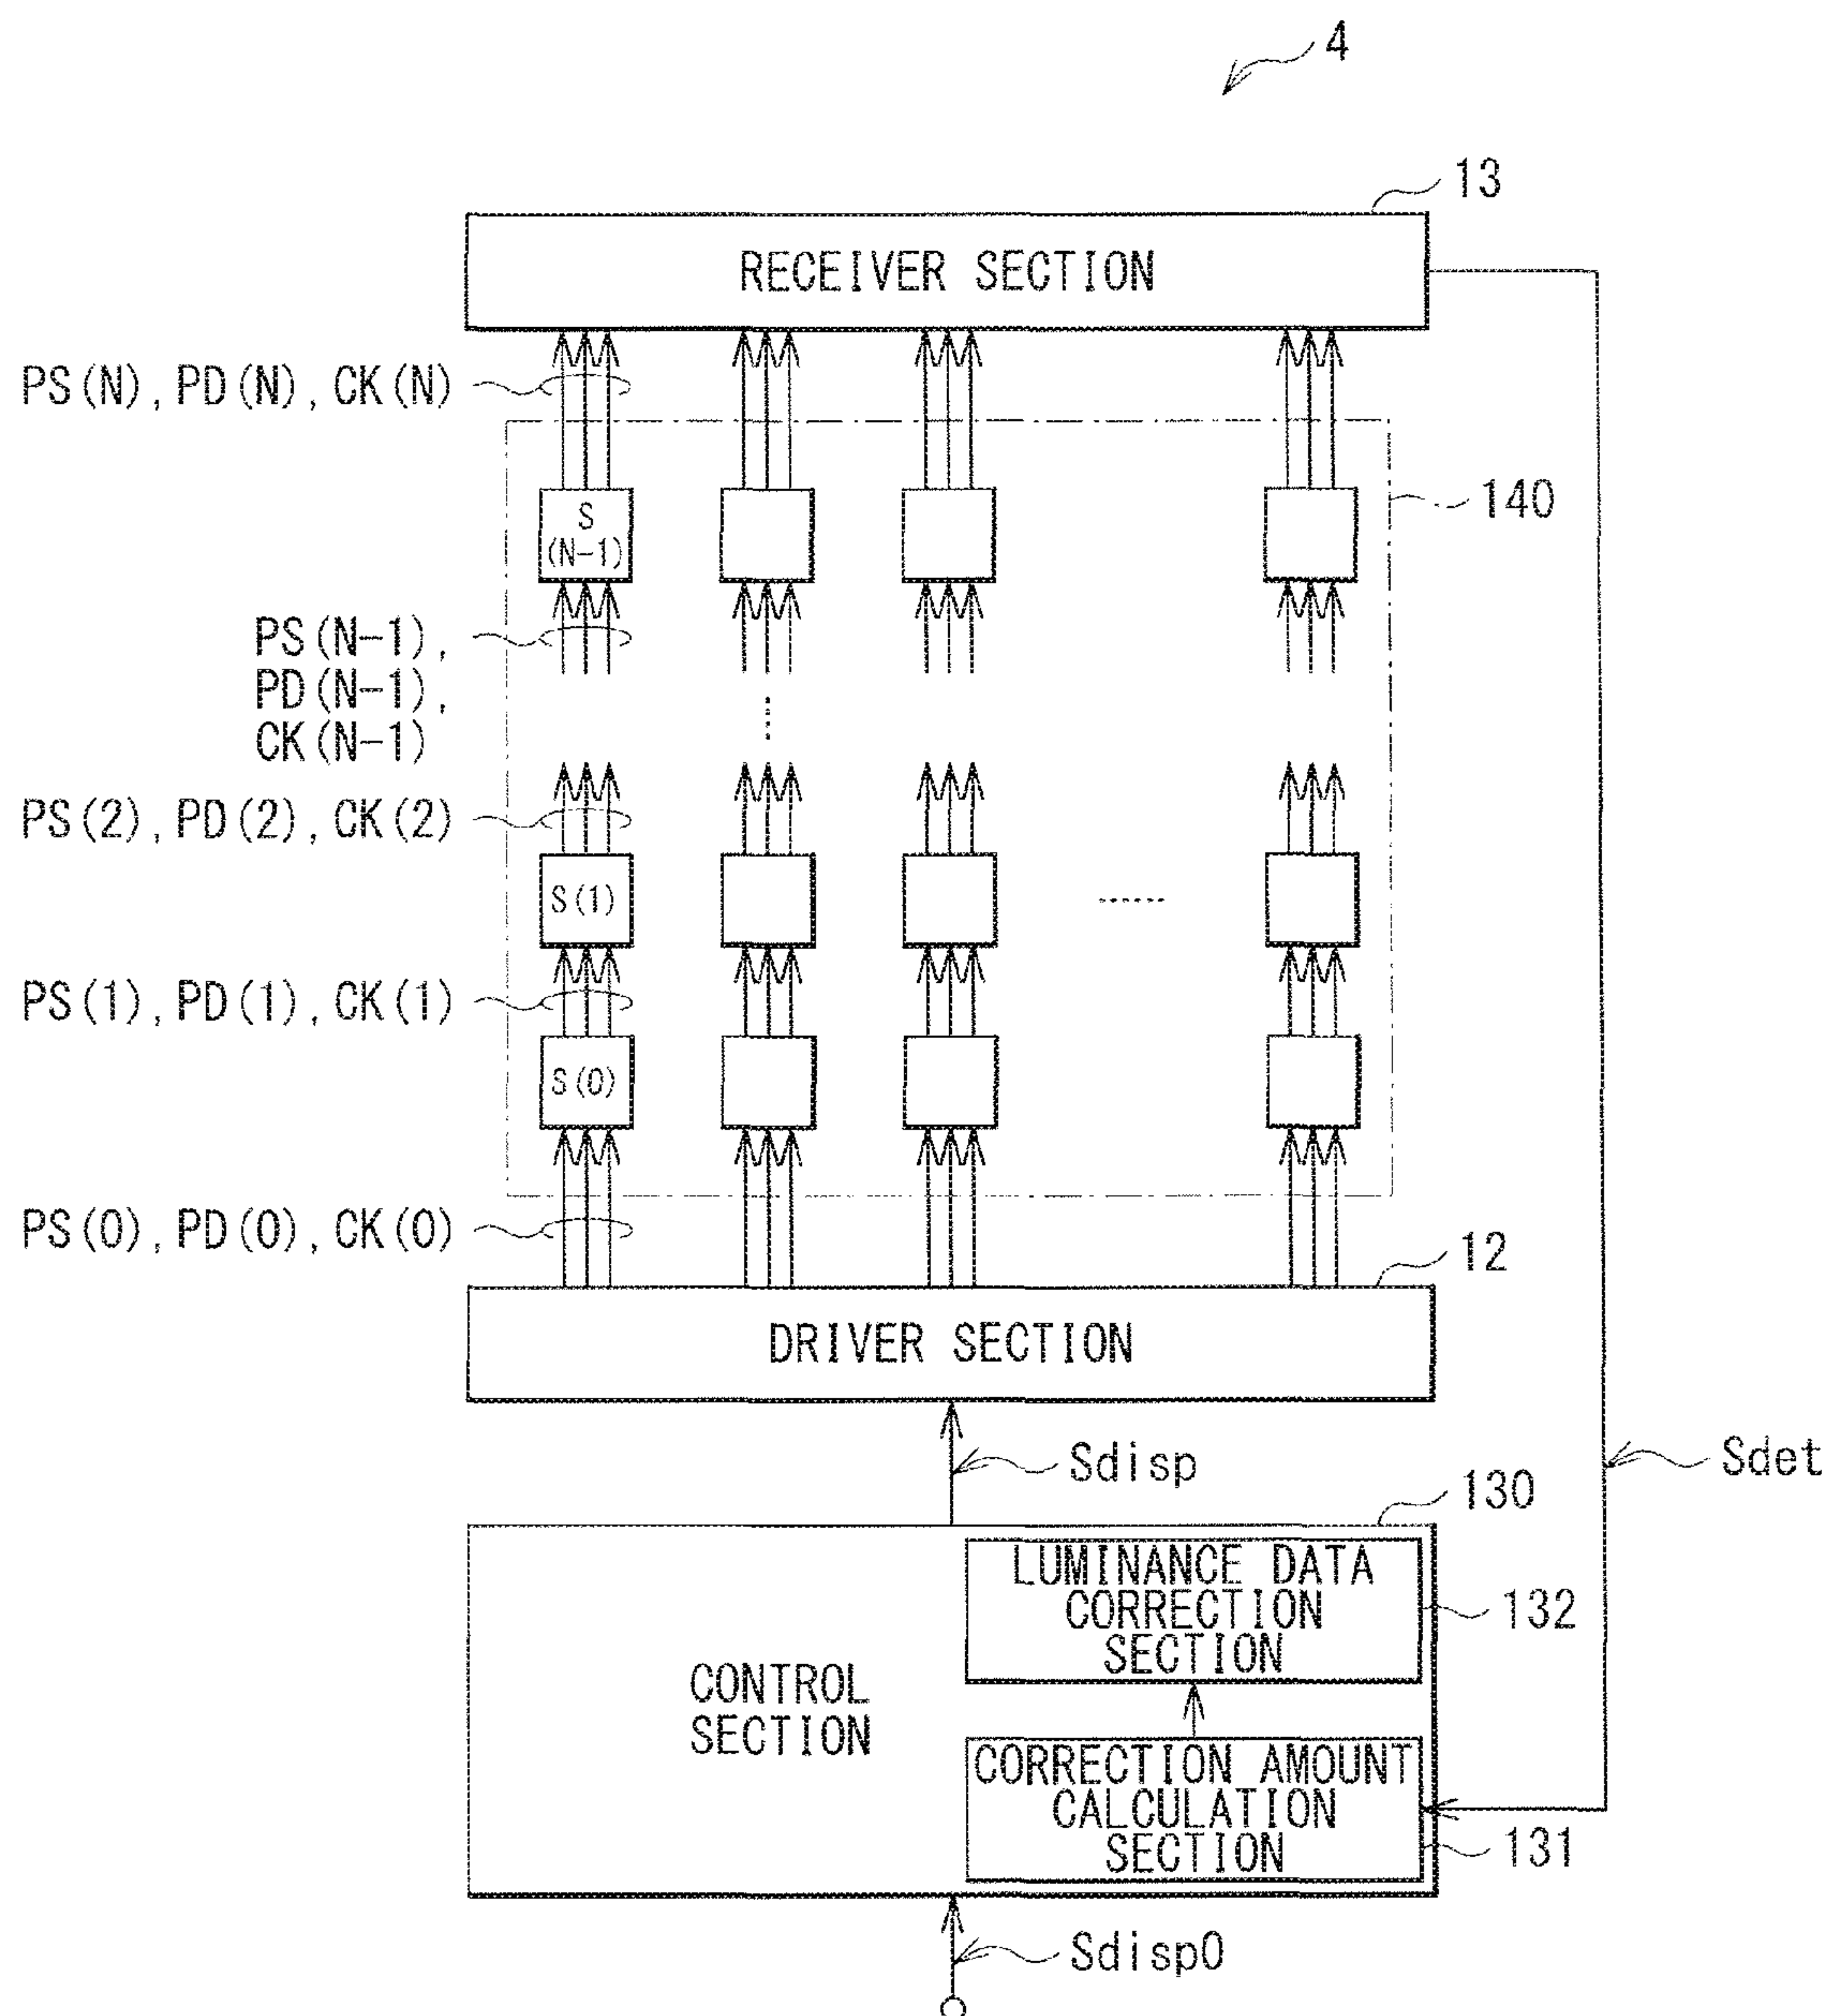 4
13
RECEIVER SECTION
PS(N), PD(N), CK(N)
S
(N-1)
140
PS(N-1),
PD(N-1),
CK(N-1)
PS(2), PD(2), CK(2)
S(1)
PS(1), PD(1), CK(1)
S(0)
PS(0), PD(0), CK(0)
12
DRIVER SECTION
Sdisp
Sdet
130
LUMINANCE DATA
CORRECTION
SECTION
132
CONTROL
SECTION
CORRECTION AMOUNT
CALCULATION
SECTION
131
Sdisp0